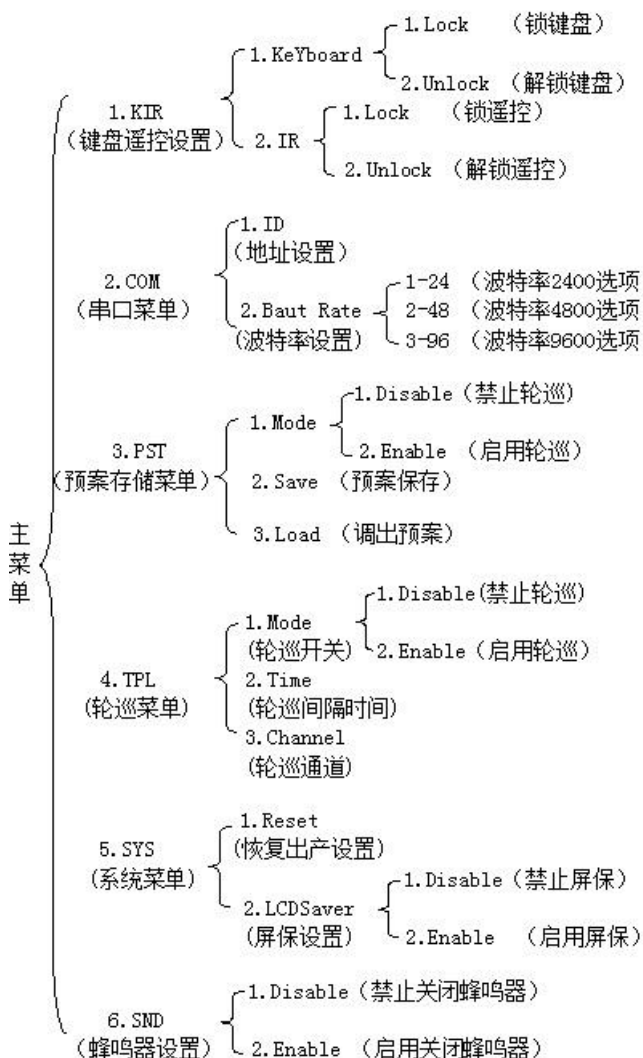 主菜单
1.KIR
(键盘遥控设置)
1.KeYboard
1.Lock （锁键盘）
2.Unlock （解锁键盘）
2.IR
1.Lock （锁遥控）
2.Unlock （解锁遥控）
2.COM
(串口菜单)
1.ID
(地址设置)
2.Baut Rate
(波特率设置)
1-24 （波特率2400选项
2-48 （波特率4800选项
3-96 （波特率9600选项
3.PST
(预案存储菜单)
1.Mode
1.Disable（禁止轮巡）
2.Enable （启用轮巡）
2.Save （预案保存）
3.Load （调出预案）
4.TPL
(轮巡菜单)
1.Mode
(轮巡开关)
1.Disable(禁止轮巡)
2.Enable（启用轮巡）
2.Time
(轮巡间隔时间)
3.Channel
(轮巡通道)
5.SYS
(系统菜单)
1.Reset
(恢复出产设置)
2.LCDSaver
(屏保设置)
1.Disable（禁止屏保）
2.Enable （启用屏保）
6.SND
(蜂鸣器设置)
1.Disable（禁止关闭蜂鸣器）
2.Enable （启用关闭蜂鸣器）